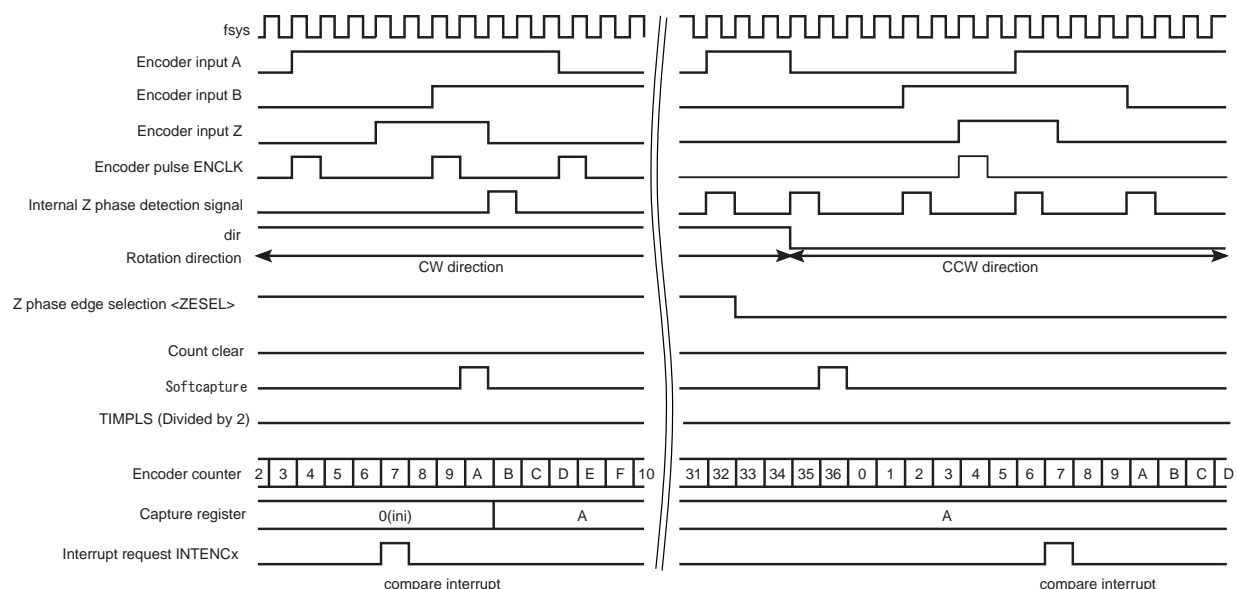 fsys
Encoder input A
Encoder input B
Encoder input Z
Encoder pulse ENCLK
Internal Z phase detection signal
dir
Rotation direction
CW direction
CCW direction
Z phase edge selection <ZESEL>
Count clear
Softcapture
TIMPLS (Divided by 2)
Encoder counter
2 3 4 5 6 7 8 9 A B C D E F 10
31 32 33 34 35 36 0 1 2 3 4 5 6 7 8 9 A B C D
Capture register
0(ini) A
A
Interrupt request INTENCx
compare interrupt
compare interrupt